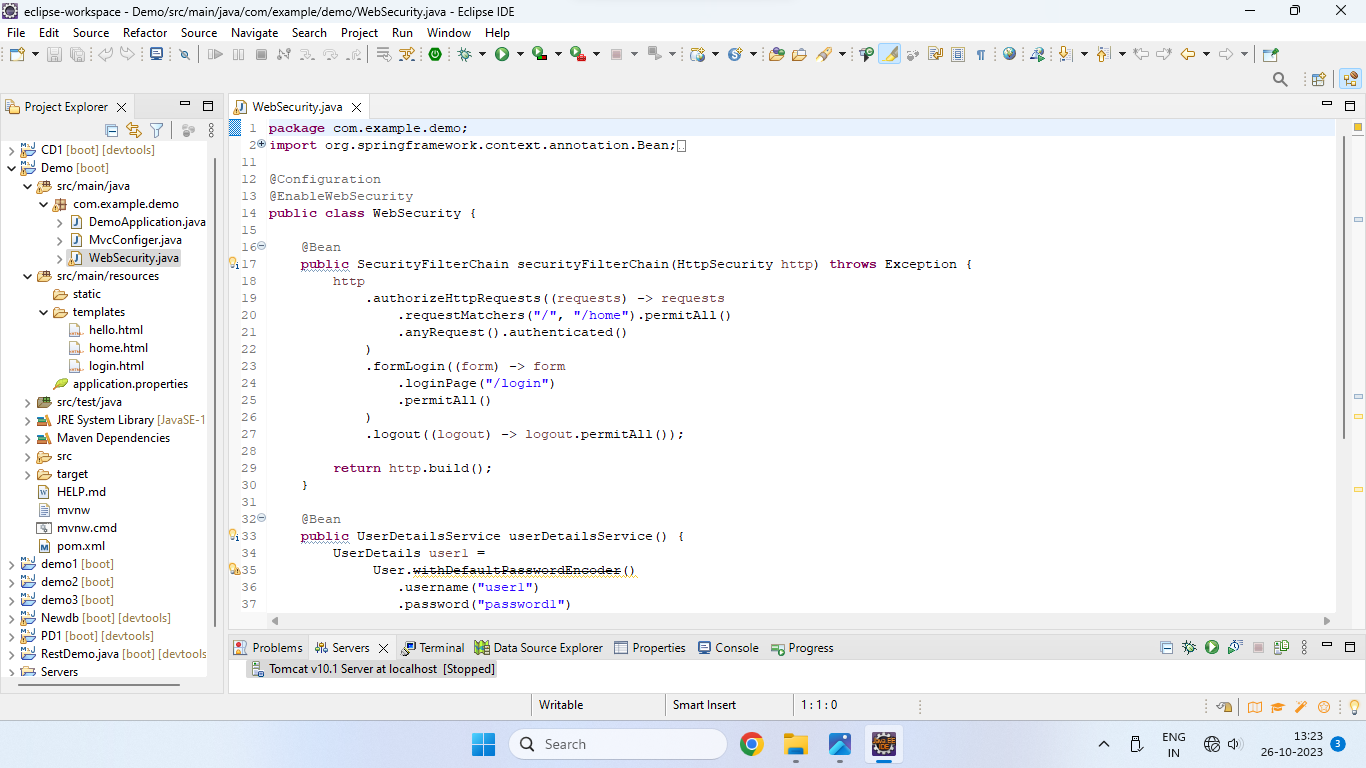 eclipse-workspace - Demo/src/main/java/com/example/demo/WebSecurity.java - Eclipse IDE
File Edit Source Refactor Source Navigate Search Project Run Window Help
Project Explorer
CD1 [boot] [devtools]
Demo [boot]
src/main/java
com.example.demo
DemoApplication.java
MvcConfiger.java
WebSecurity.java
src/main/resources
static
templates
hello.html
home.html
login.html
application.properties
src/test/java
JRE System Library [JavaSE-1
Maven Dependencies
src
target
HELP.md
mvnw
mvnw.cmd
pom.xml
demo1 [boot]
demo2 [boot]
demo3 [boot]
Newdb [boot] [devtools]
PD1 [boot] [devtools]
RestDemo.java [boot] [devtools
Servers
WebSecurity.java
1 package com.example.demo;
2 import org.springframework.context.annotation.Bean;
11
12 @Configuration
13 @EnableWebSecurity
14 public class WebSecurity {
15
16 @Bean
17 public SecurityFilterChain securityFilterChain(HttpSecurity http) throws Exception {
18 http
19 .authorizeHttpRequests((requests) -> requests
20 .requestMatchers("/", "/home").permitAll()
21 .anyRequest().authenticated()
22 )
23 .formLogin((form) -> form
24 .loginPage("/login")
25 .permitAll()
26 )
27 .logout((logout) -> logout.permitAll());
28
29 return http.build();
30 }
31
32 @Bean
33 public UserDetailsService userDetailsService() {
34 UserDetails user1 =
35 User.withDefaultPasswordEncoder()
36 .username("user1")
37 .password("password1")
Problems Servers Terminal Data Source Explorer Properties Console Progress
Tomcat v10.1 Server at localhost [Stopped]
Writable Smart Insert 1 : 1 : 0
Search
ENG
IN
13:23
26-10-2023
3